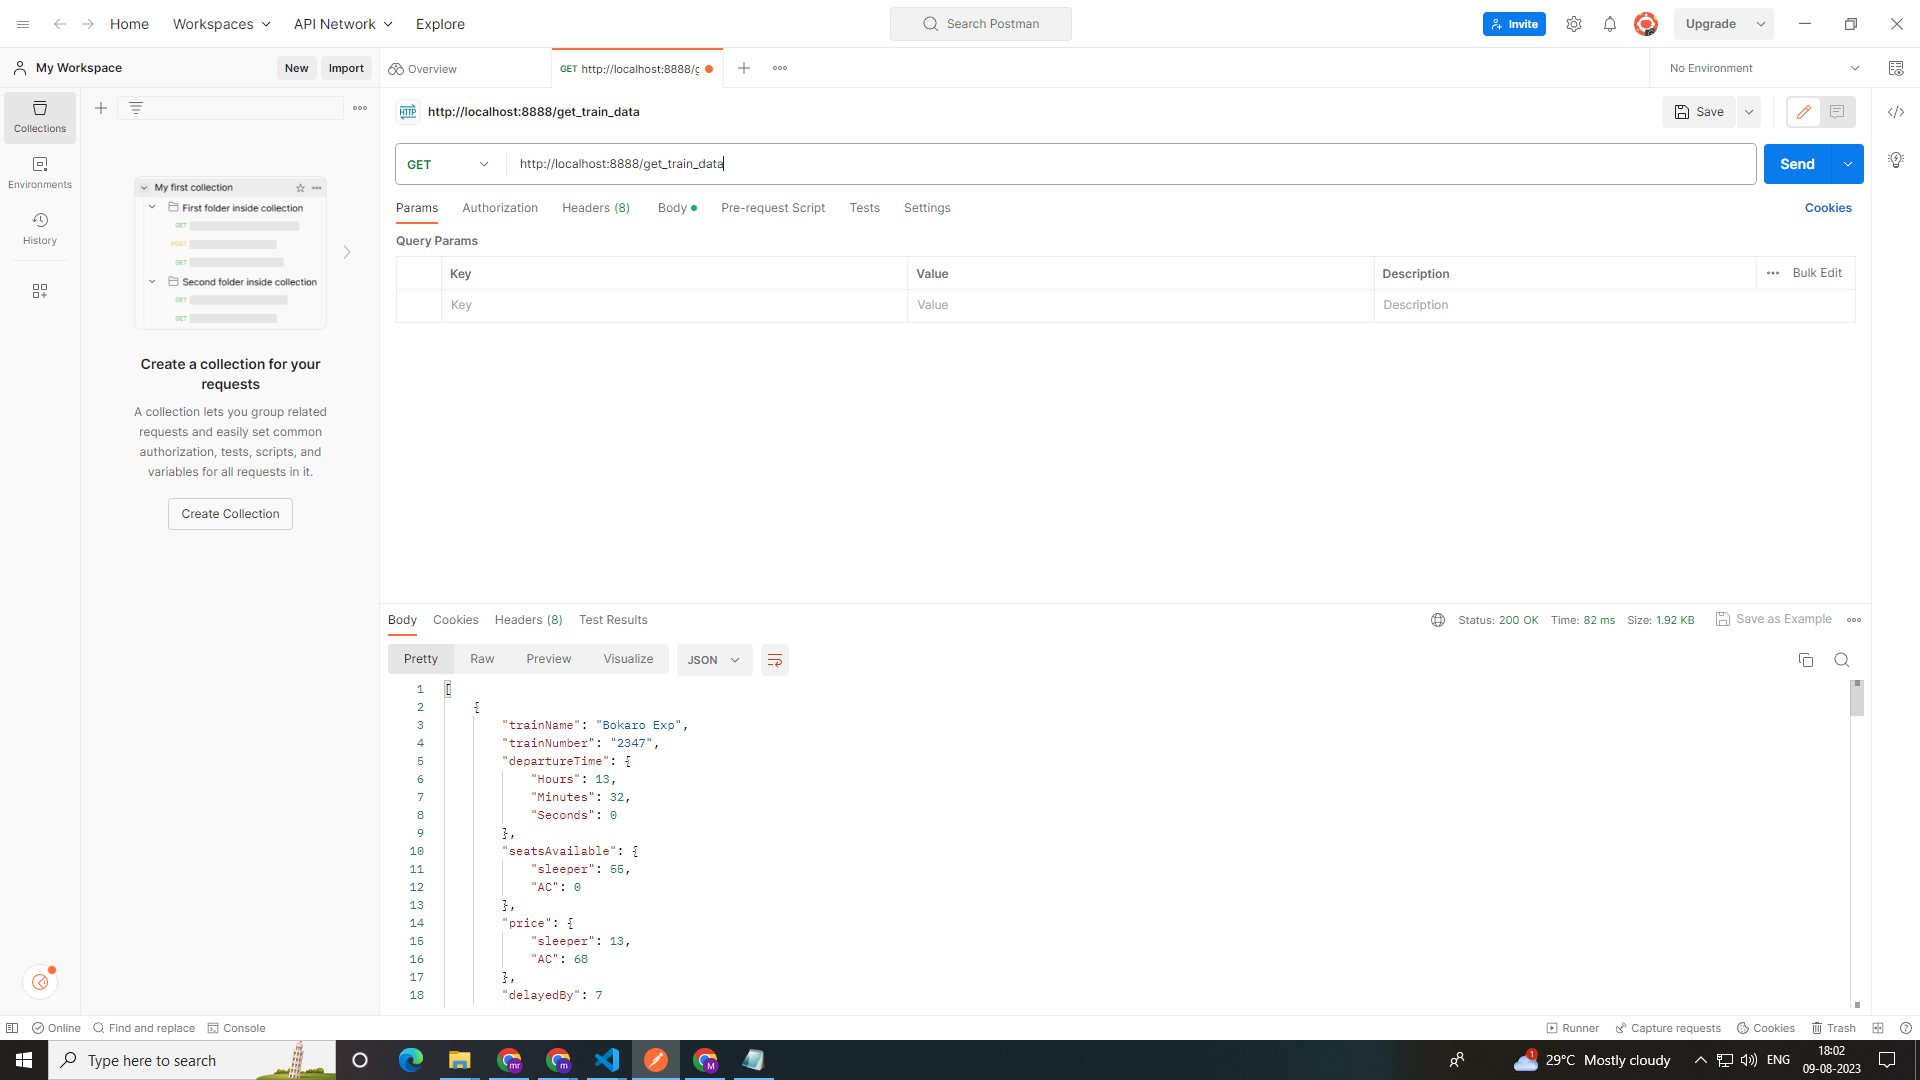 Home Workspaces API Network Explore Search Postman Invite Upgrade
My Workspace New Import Overview GET http://localhost:8888/g No Environment
http://localhost:8888/get_train_data Save
Collections
Environments
History
My first collection
First folder inside collection
GET
POST
GET
Second folder inside collection
GET
GET
Create a collection for your
requests
A collection lets you group related
requests and easily set common
authorization, tests, scripts, and
variables for all requests in it.
Create Collection
GET http://localhost:8888/get_train_data Send
Params Authorization Headers (8) Body Pre-request Script Tests Settings Cookies
Query Params
Key Value Description Bulk Edit
Key Value Description
Body Cookies Headers (8) Test Results Status: 200 OK Time: 82 ms Size: 1.92 KB Save as Example
Pretty Raw Preview Visualize JSON
1 [
2 {
3 "trainName": "Bokaro Exp",
4 "trainNumber": "2347",
5 "departureTime": {
6 "Hours": 13,
7 "Minutes": 32,
8 "Seconds": 0
9 },
10 "seatsAvailable": {
11 "sleeper": 55,
12 "AC": 0
13 },
14 "price": {
15 "sleeper": 13,
16 "AC": 68
17 },
18 "delayedBy": 7
Online Find and replace Console Runner Capture requests Cookies Trash
Type here to search 29°C Mostly cloudy ENG 18:02
09-08-2023